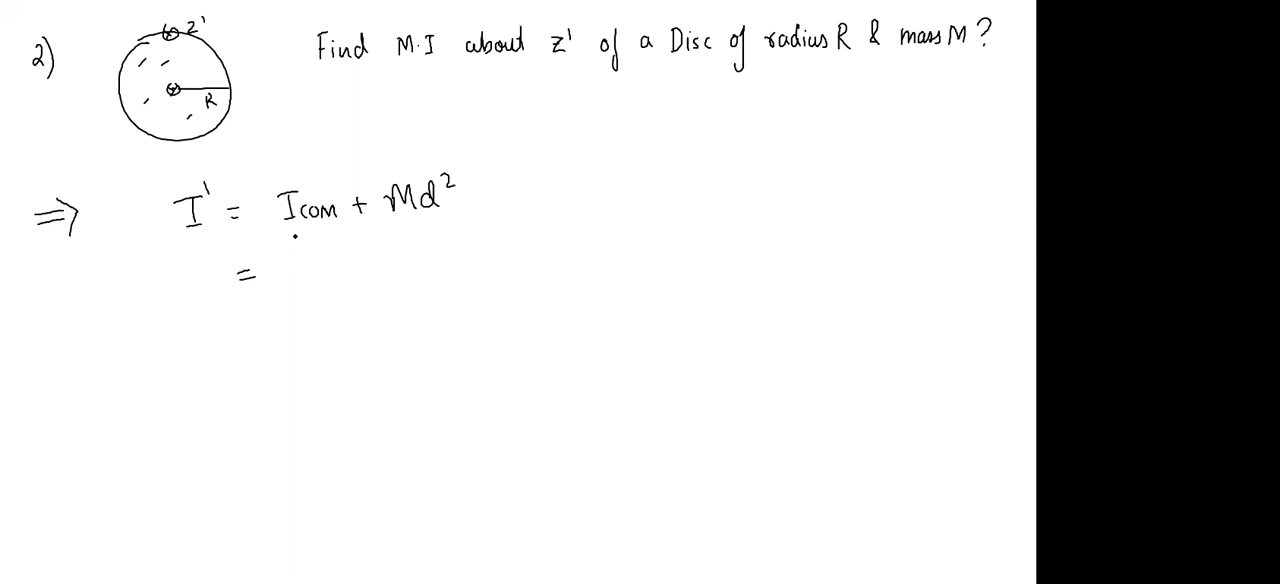 2) Find M.I about Z' of a Disc of radius R & mass M?
Z'
R
⇒ I' = Icom + Md²
=